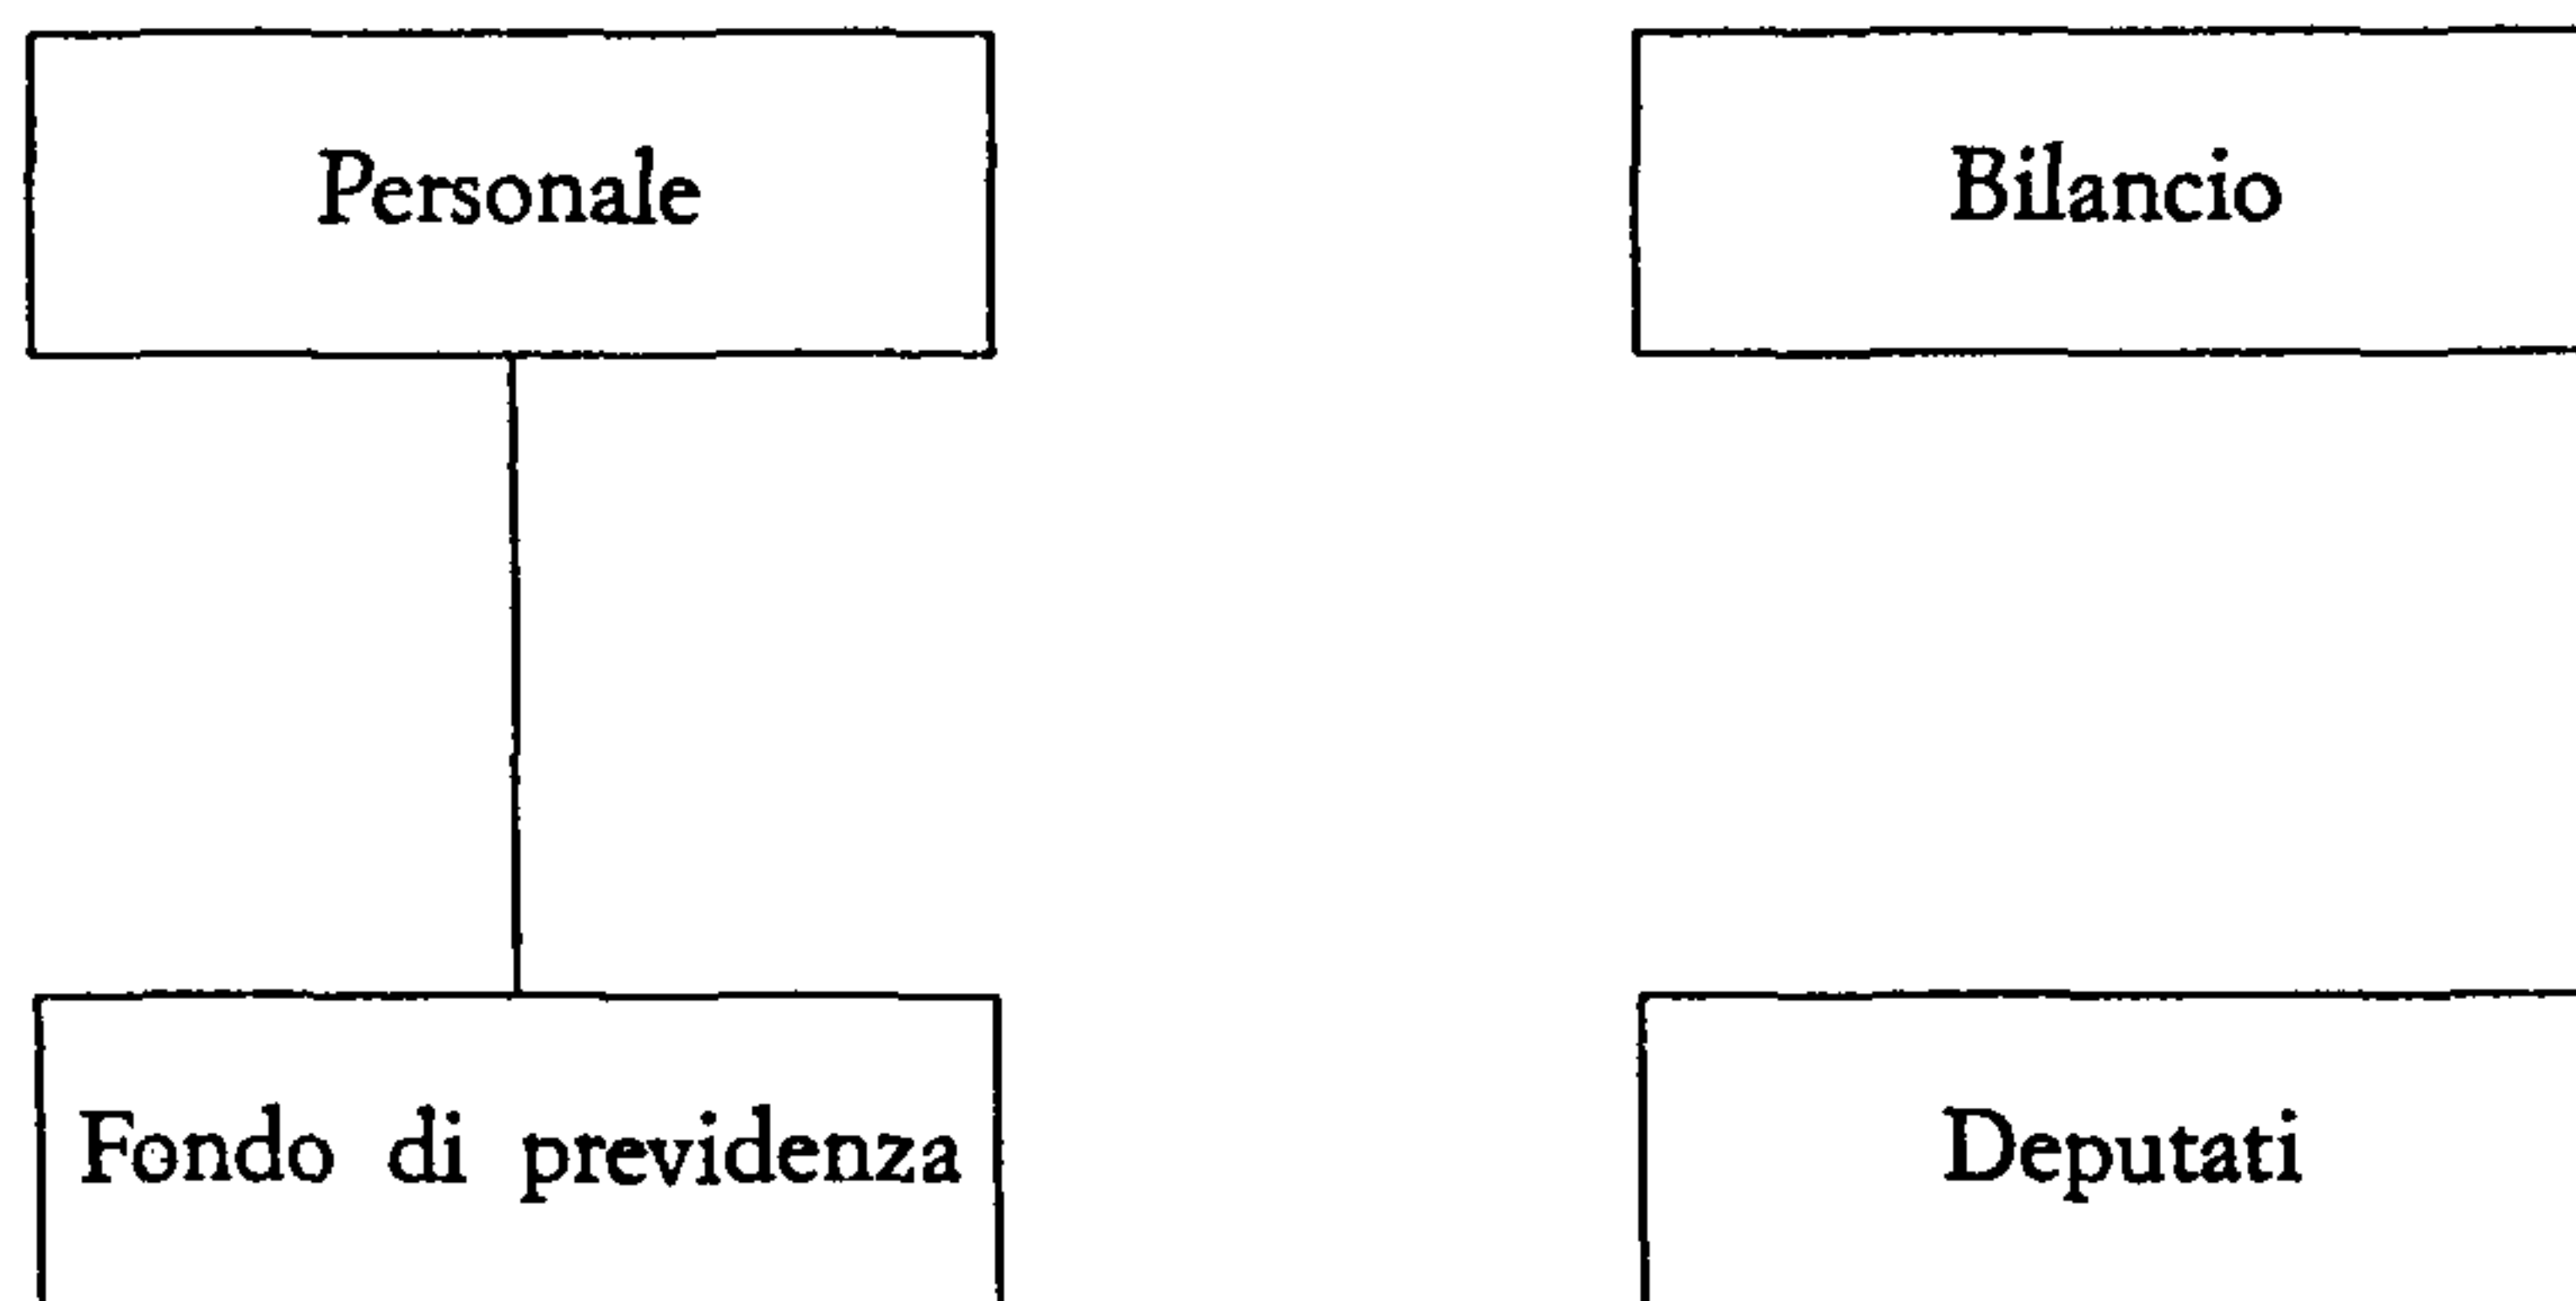 Personale
Bilancio
Fondo di previdenza
Deputati